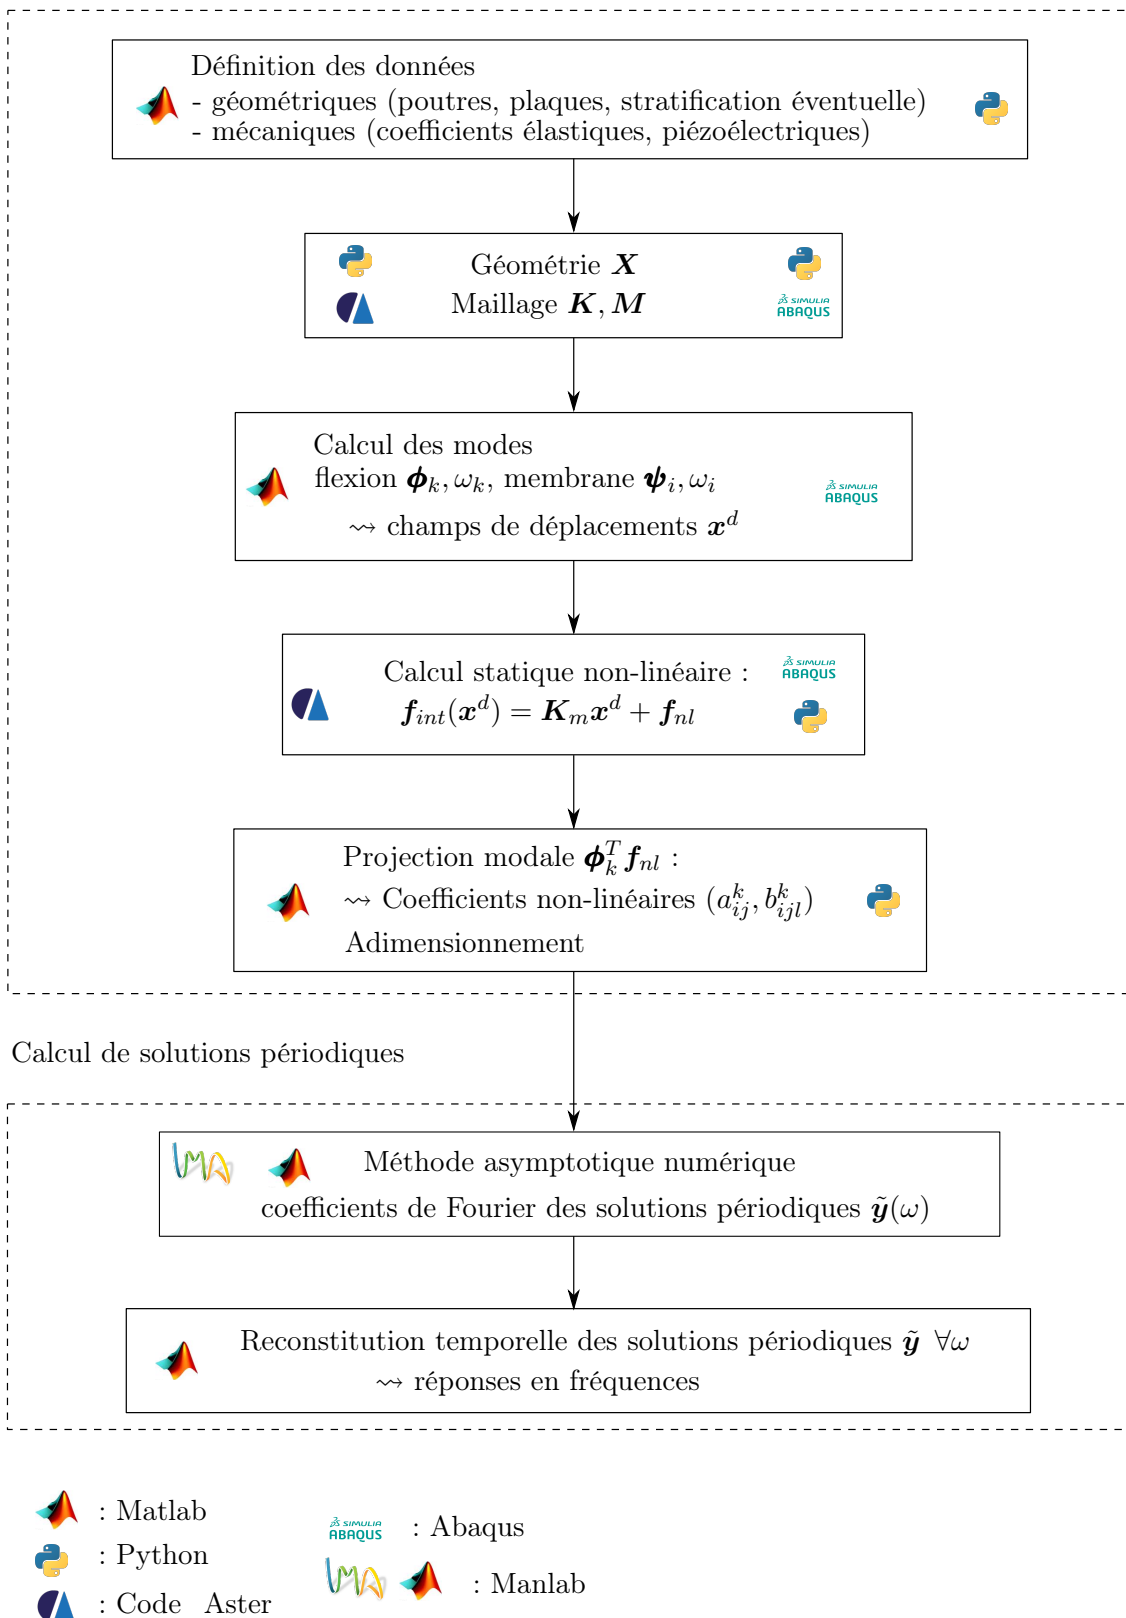 Définition des données
- géométriques (poutres, plaques, stratification éventuelle)
- mécaniques (coefficients élastiques, piézoélectriques)
Géométrie X
Maillage K, M
SIMULIA
ABAQUS
Calcul des modes
flexion ϕ_k, ω_k, membrane ψ_i, ω_i
⇝ champs de déplacements x^d
SIMULIA
ABAQUS
Calcul statique non-linéaire :
f_int(x^d) = K_m x^d + f_nl
SIMULIA
ABAQUS
Projection modale ϕ_k^T f_nl :
⇝ Coefficients non-linéaires (a_ij^k, b_ijl^k)
Adimensionnement
Calcul de solutions périodiques
LMA
Méthode asymptotique numérique
coefficients de Fourier des solutions périodiques ỹ(ω)
Reconstitution temporelle des solutions périodiques ỹ ∀ω
⇝ réponses en fréquences
: Matlab
: Python
: Code Aster
SIMULIA
ABAQUS
: Abaqus
LMA
: Manlab